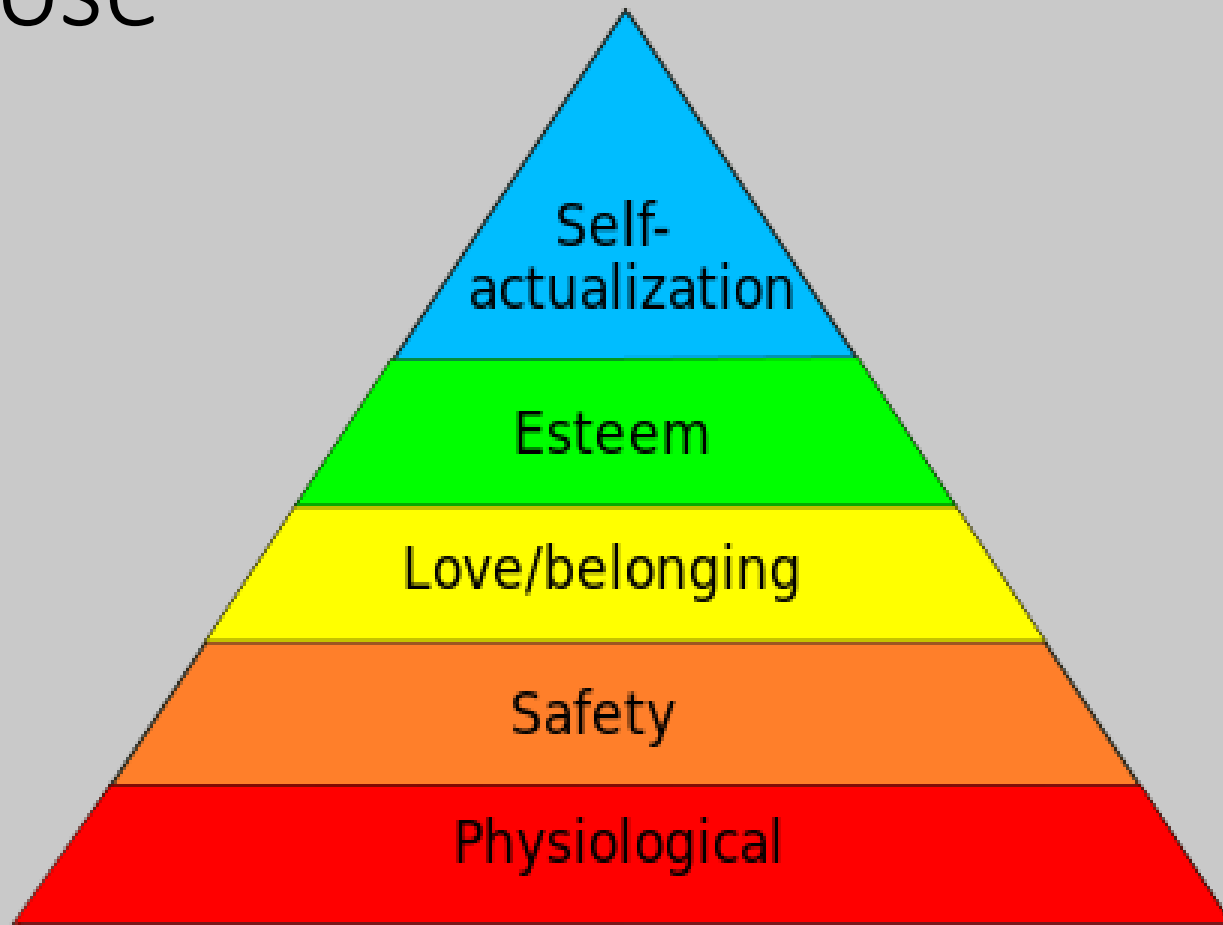 Self-
actualization
Esteem
Love/belonging
Safety
Physiological